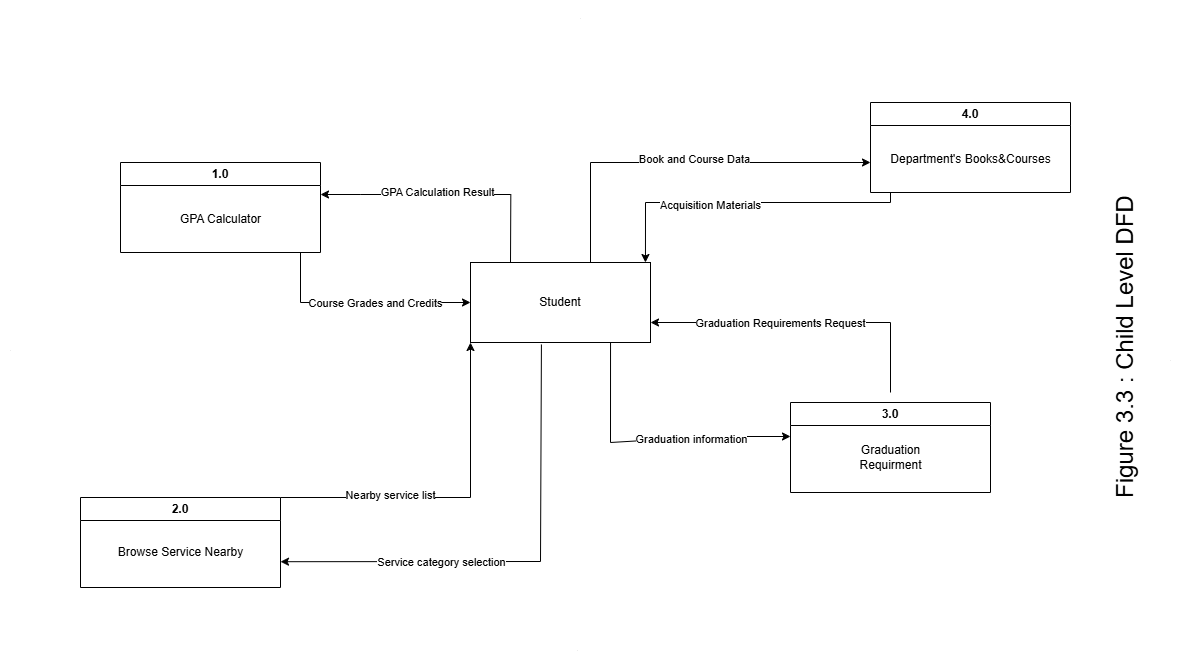 4.0
Department's Books&Courses
Book and Course Data
1.0
GPA Calculator
GPA Calculation Result
Acquisition Materials
Student
Course Grades and Credits
Graduation Requirements Request
3.0
Graduation
Requirment
Graduation information
Nearby service list
2.0
Browse Service Nearby
Service category selection
Figure 3.3 : Child Level DFD